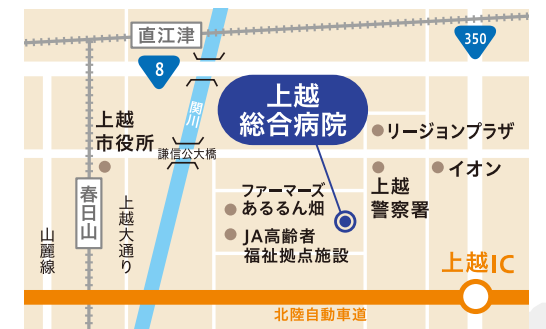 直江津
350
8
上越
総合病院
関川
上越
市役所
リージョンプラザ
謙信公大橋
イオン
春日山
上越大通り
山麓線
ファーマーズ
あるるん畑
上越
警察署
JA高齢者
福祉拠点施設
上越IC
北陸自動車道